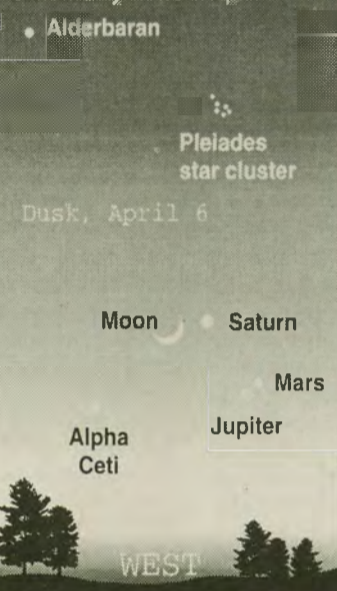 Alderbaran
Pleiades
star cluster
Dusk, April 6
Moon
Saturn
Mars
Jupiter
Alpha
Ceti
WEST